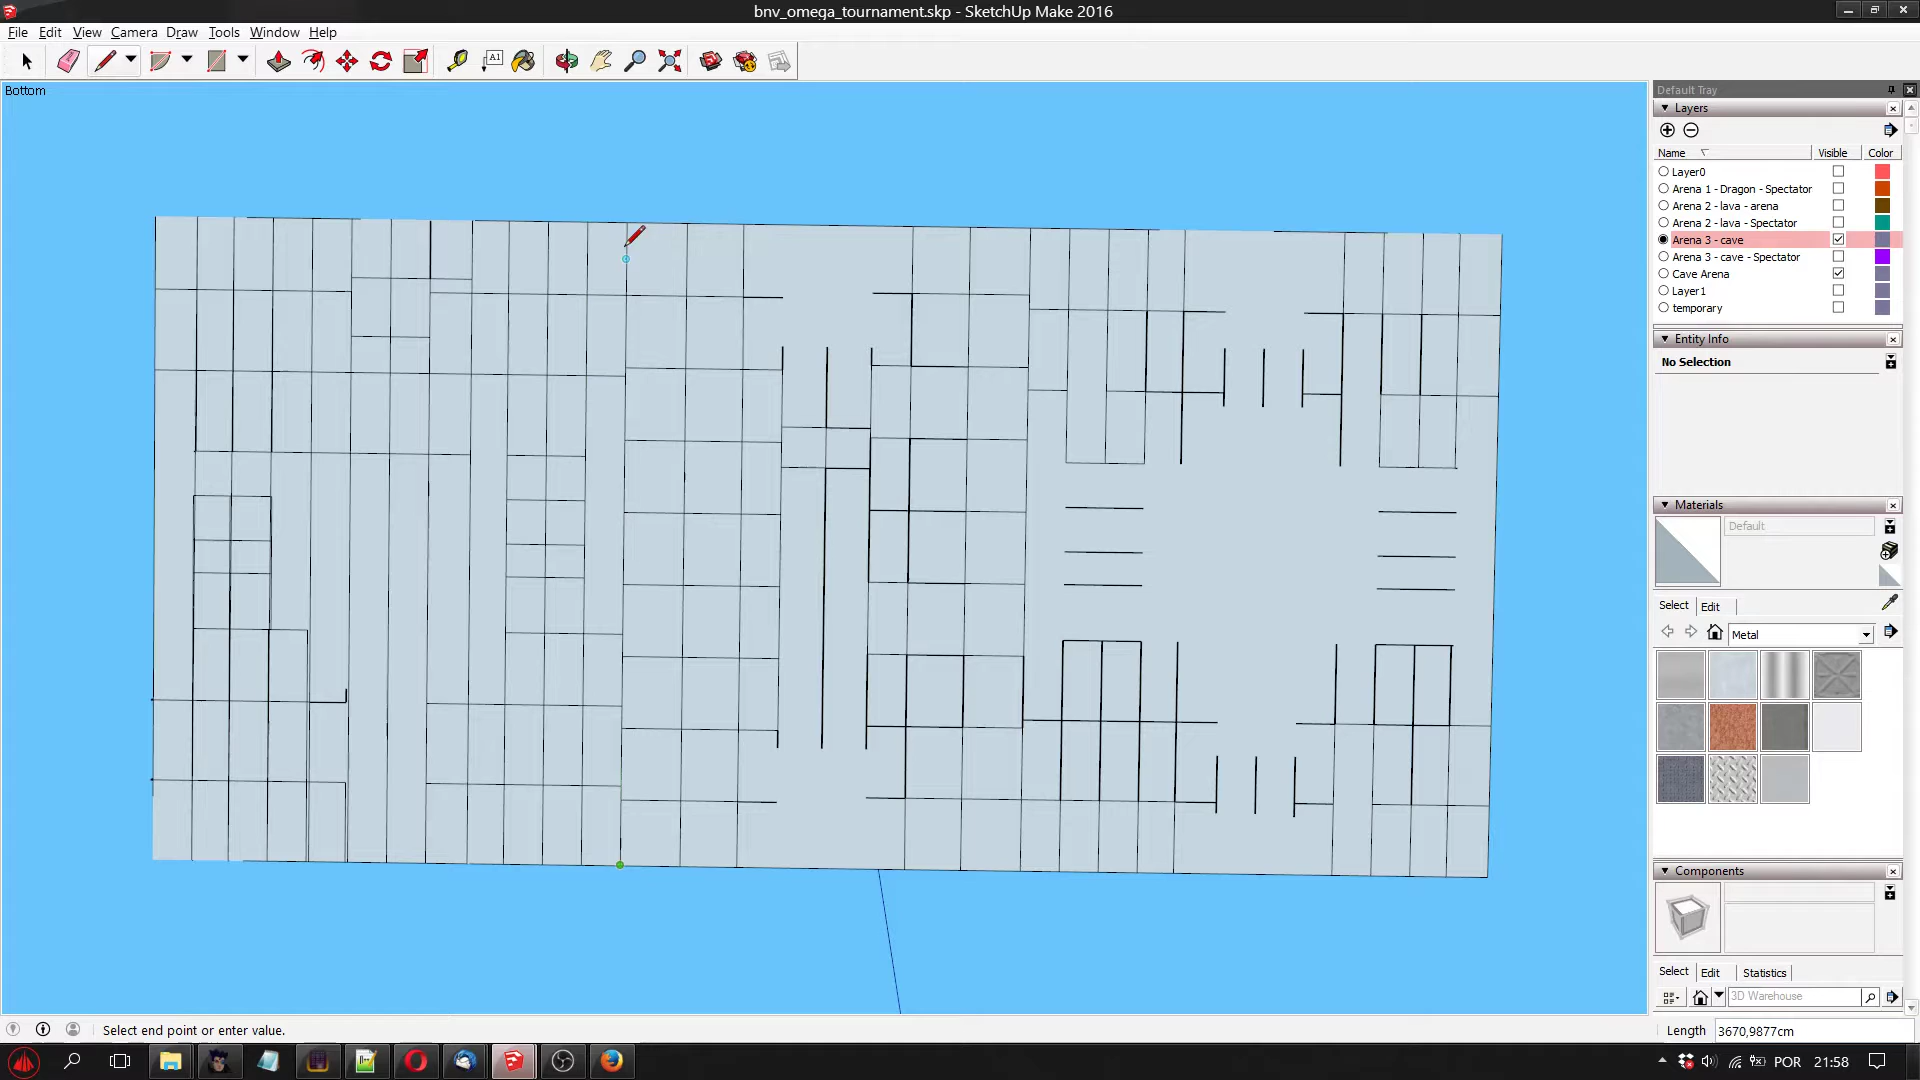 bnv_omega_tournament.skp - SketchUp Make 2016
File Edit View Camera Draw Tools Window Help
A1
Bottom
Default Tray
Layers
Name Visible Color
Layer0
Arena 1 - Dragon - Spectator
Arena 2 - lava - arena
Arena 2 - lava - Spectator
Arena 3 - cave
Arena 3 - cave - Spectator
Cave Arena
Layer1
temporary
Entity Info
No Selection
Materials
Default
Select Edit
Metal
Components
Select Edit Statistics
3D Warehouse
Select end point or enter value.
Length 3670,9877cm
POR 21:58